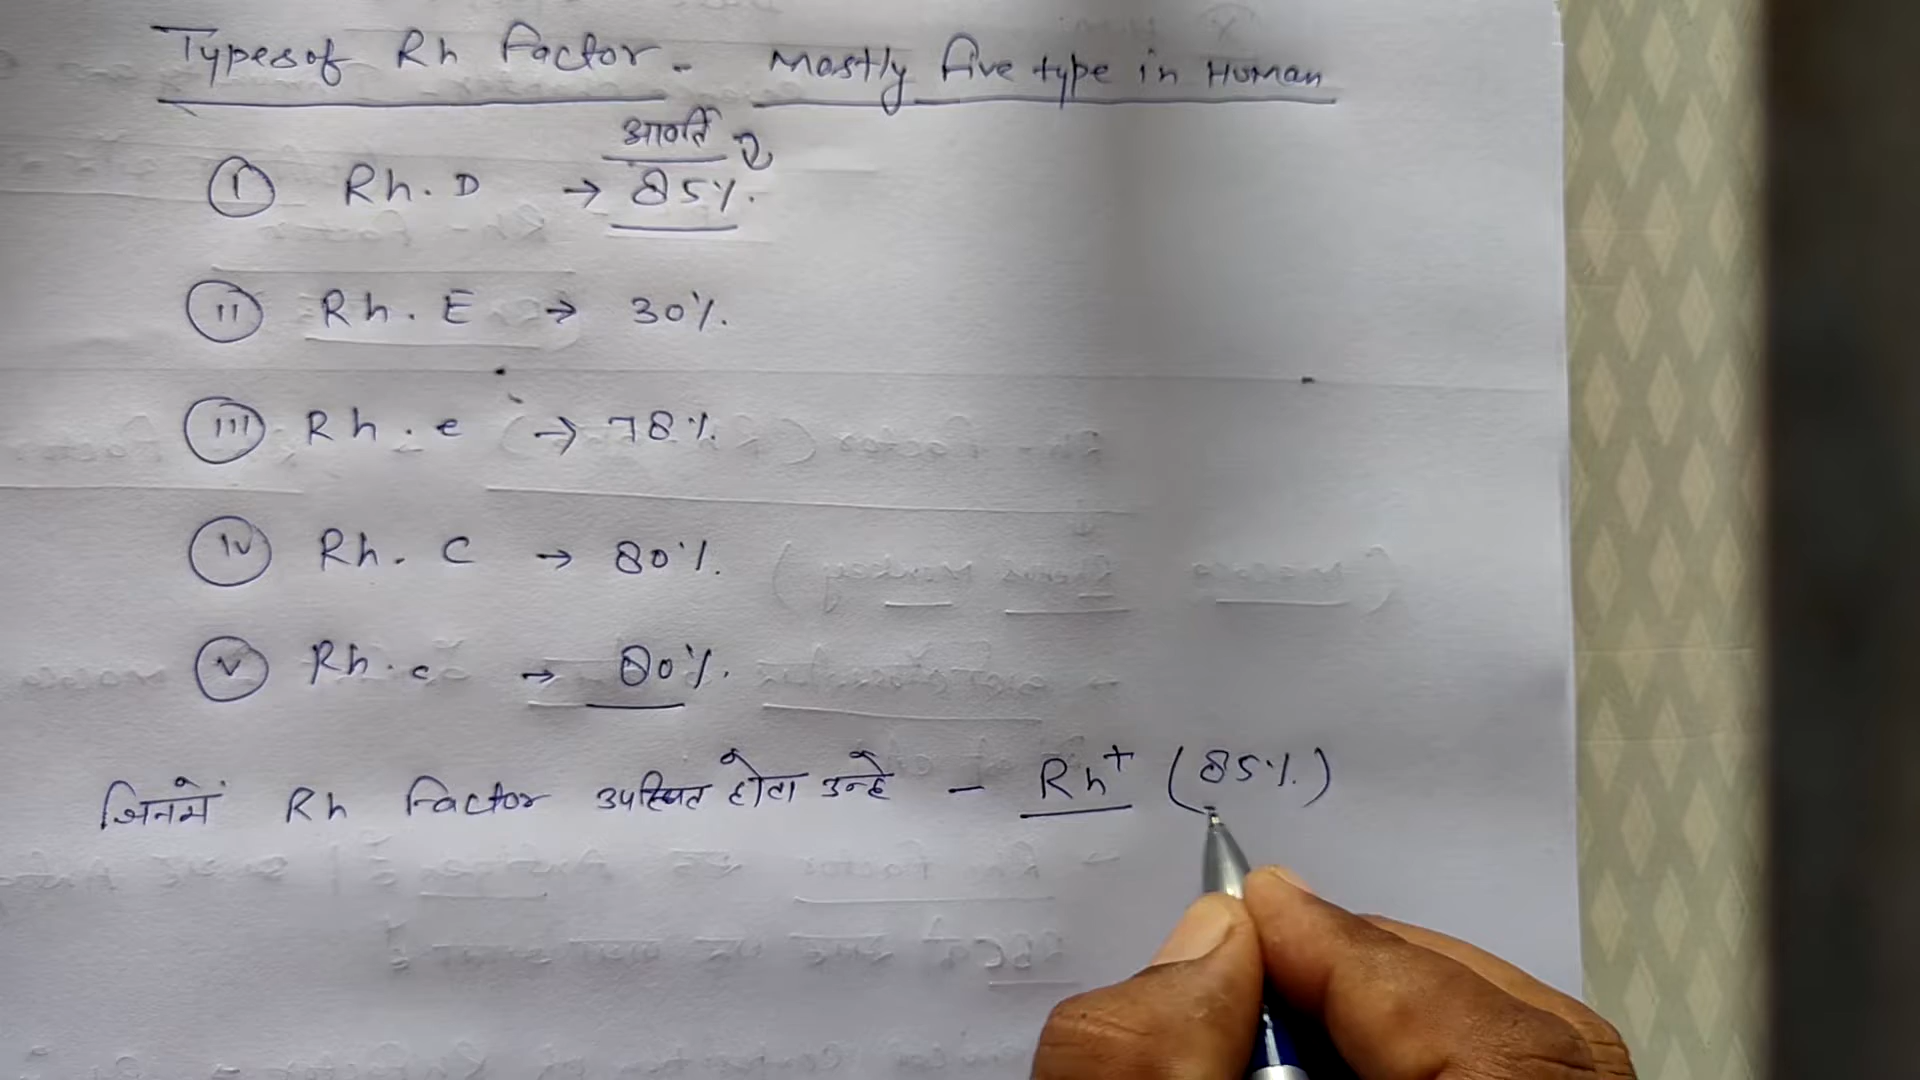 Types of Rh Factor - Mostly five type in Human
आवर्ति
I Rh. D → 85%.
II Rh. E → 30%.
III Rh. e → 78%.
IV Rh. C → 80%.
V Rh. c → 80%.
जिनमें Rh Factor उपस्थित होता उन्हे - Rh+ (85%.)